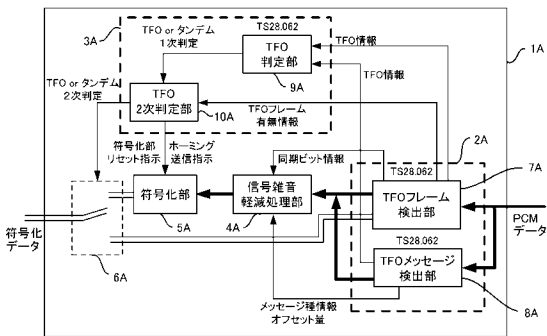 3A
TFO or タンデム
1次判定
TS28.062
TFO
判定部
9A
TFO情報
TFO情報
1A
TFO or タンデム
2次判定
TFO
2次判定部
10A
TFOフレーム
有無情報
符号化部
リセット指示
ホーミング
送信指示
同期ビット情報
2A
TS28.062
7A
符号化部
5A
信号雑音
軽減処理部
4A
TFOフレーム
検出部
PCM
データ
符号化
データ
6A
TS28.062
TFOメッセージ
検出部
8A
メッセージ種情報
オフセット量